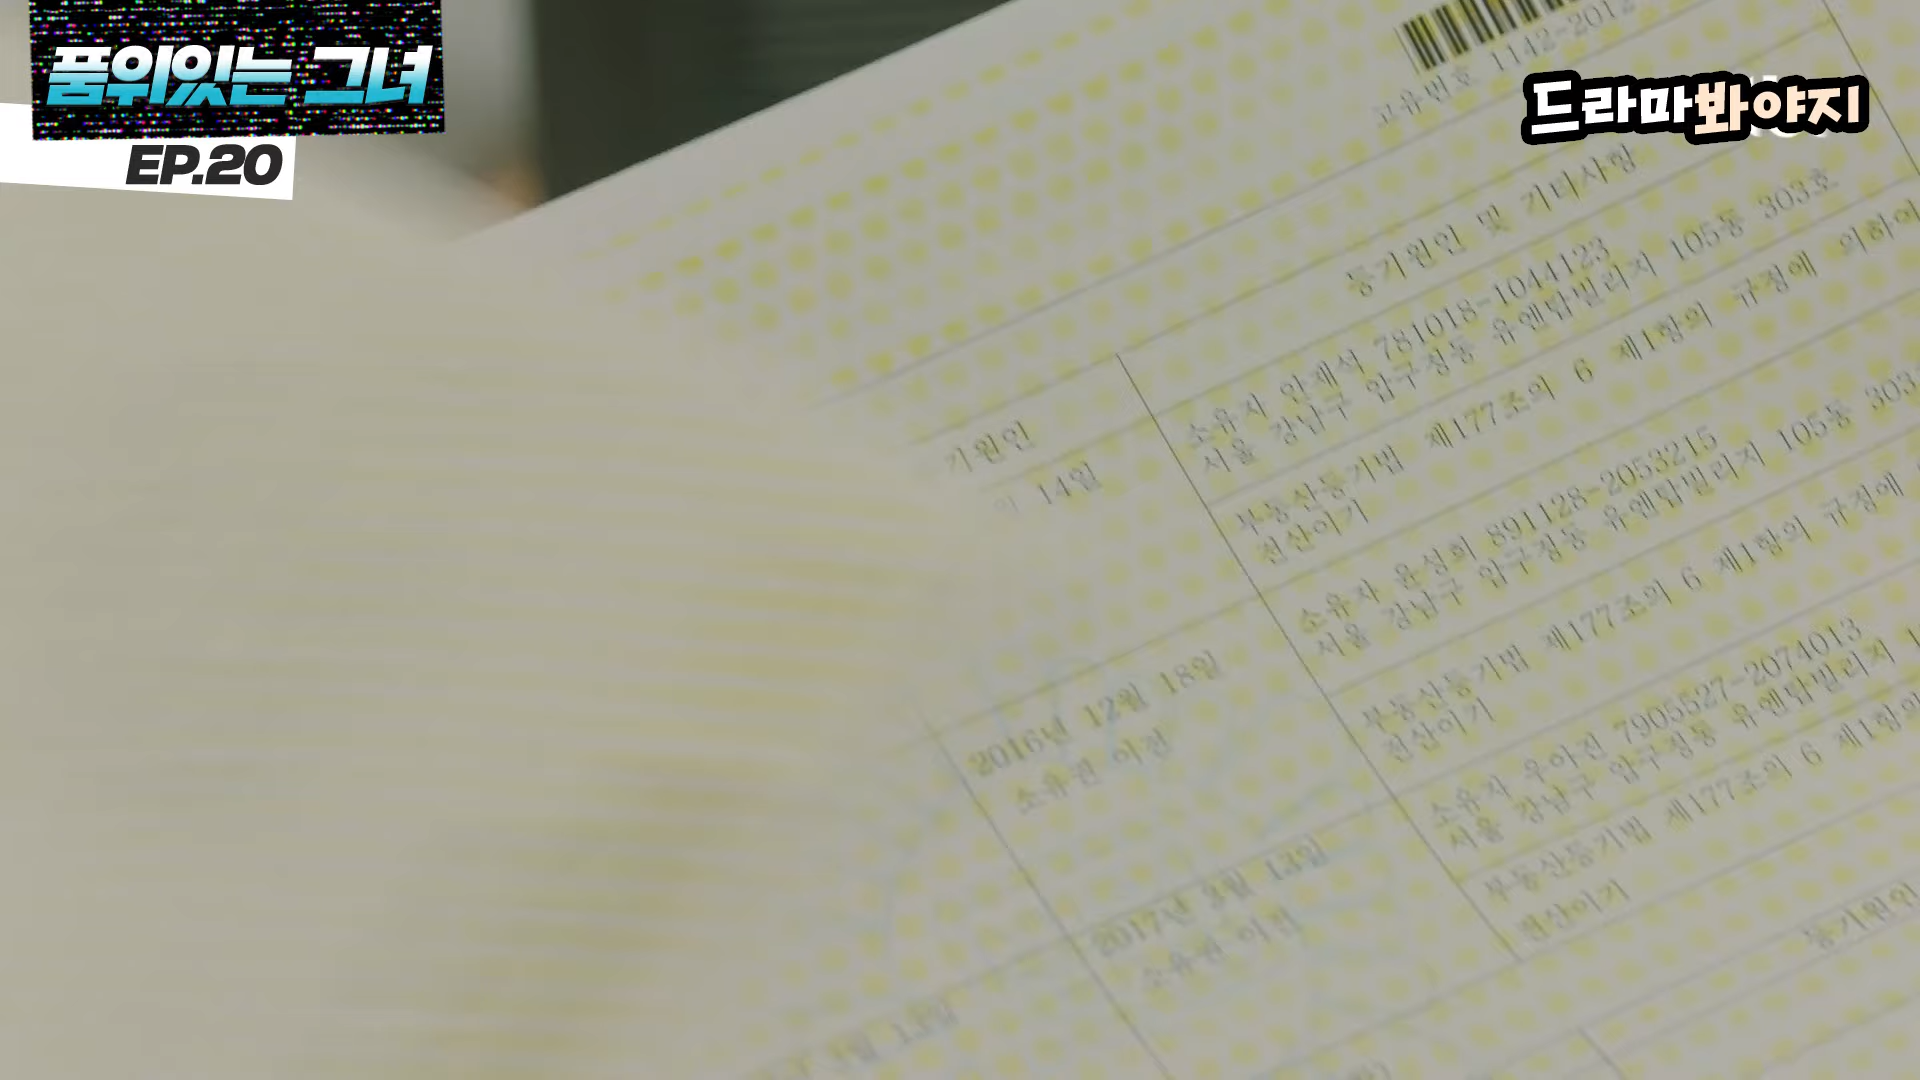 품위있는 그녀
EP.20
드라마봐야지
고유번호 1142-2012
등기원인 및 기타사항
기원인
14일
소유자 안재석 781018-1044123
서울 강남구 압구정동 유앤탑빌리지 105동 303호
부동산등기법 제177조의 6 제1항의 규정에 의하여
전산이기
소유자 윤성희 891128-2053215
서울 강남구 압구정동 유앤탑빌리지 105동 303
부동산등기법 제177조의 6 제1항의 규정에
전산이기
2016년 12월 18일
소유권 이전
소유자 우아진 7905527-2074013
서울 강남구 압구정동 유앤탑빌리지
부동산등기법 제177조의 6 제1항의
전산이기
2017년 월 13일
소유권 이전
등기원인